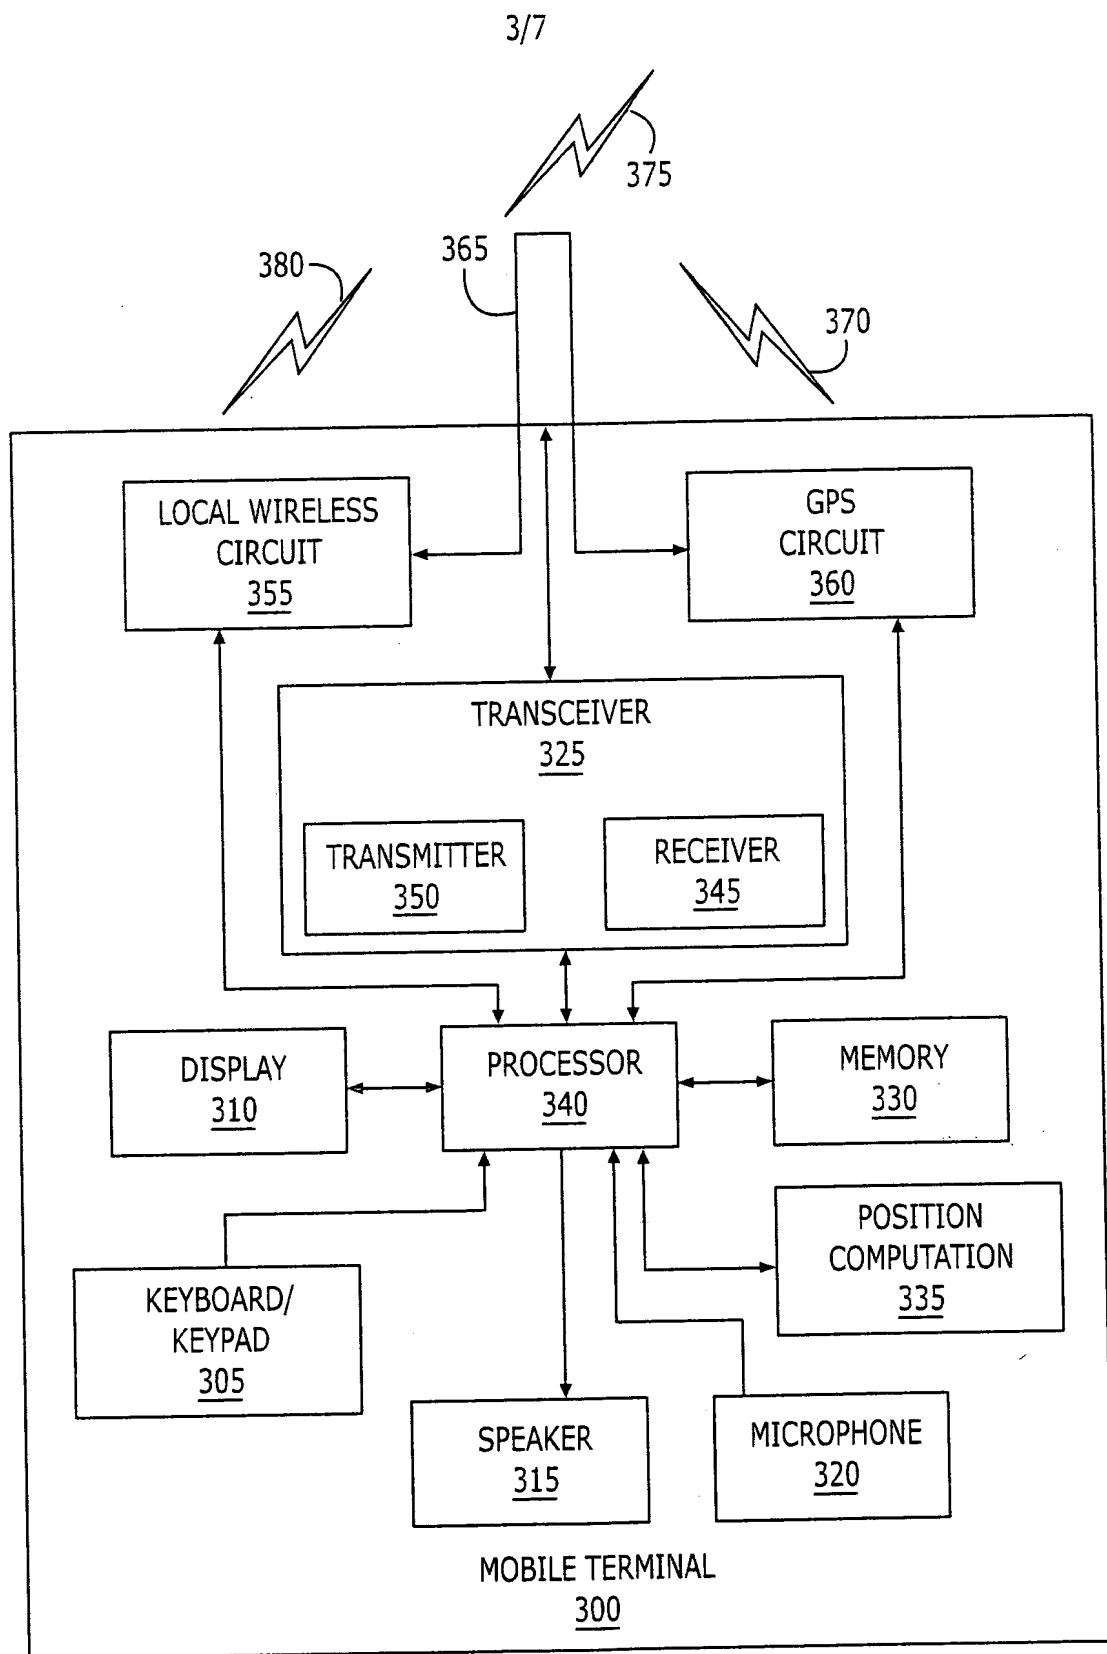 3/7
375
365
380
370
LOCAL WIRELESS
CIRCUIT
355
GPS
CIRCUIT
360
TRANSCEIVER
325
TRANSMITTER
350
RECEIVER
345
DISPLAY
310
PROCESSOR
340
MEMORY
330
POSITION
COMPUTATION
335
KEYBOARD/
KEYPAD
305
SPEAKER
315
MICROPHONE
320
MOBILE TERMINAL
300